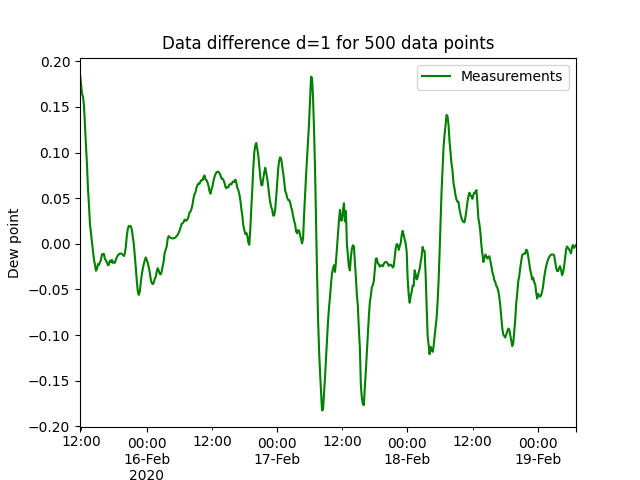 Data difference d=1 for 500 data points
Measurements
Dew point
0.20
0.15
0.10
0.05
0.00
−0.05
−0.10
−0.15
−0.20
12:00 00:00 12:00 00:00 12:00 00:00 12:00 00:00
16-Feb 17-Feb 18-Feb 19-Feb
2020